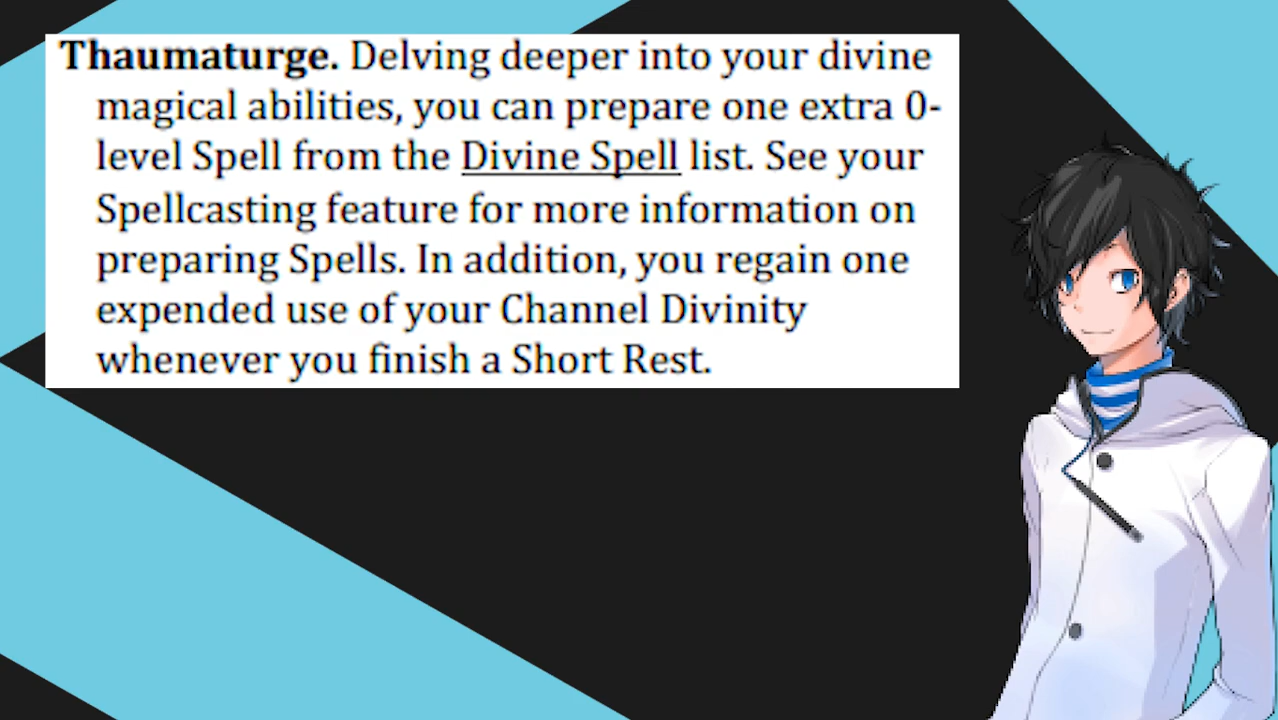 Thaumaturge. Delving deeper into your divine
magical abilities, you can prepare one extra 0-
level Spell from the Divine Spell list. See your
Spellcasting feature for more information on
preparing Spells. In addition, you regain one
expended use of your Channel Divinity
whenever you finish a Short Rest.